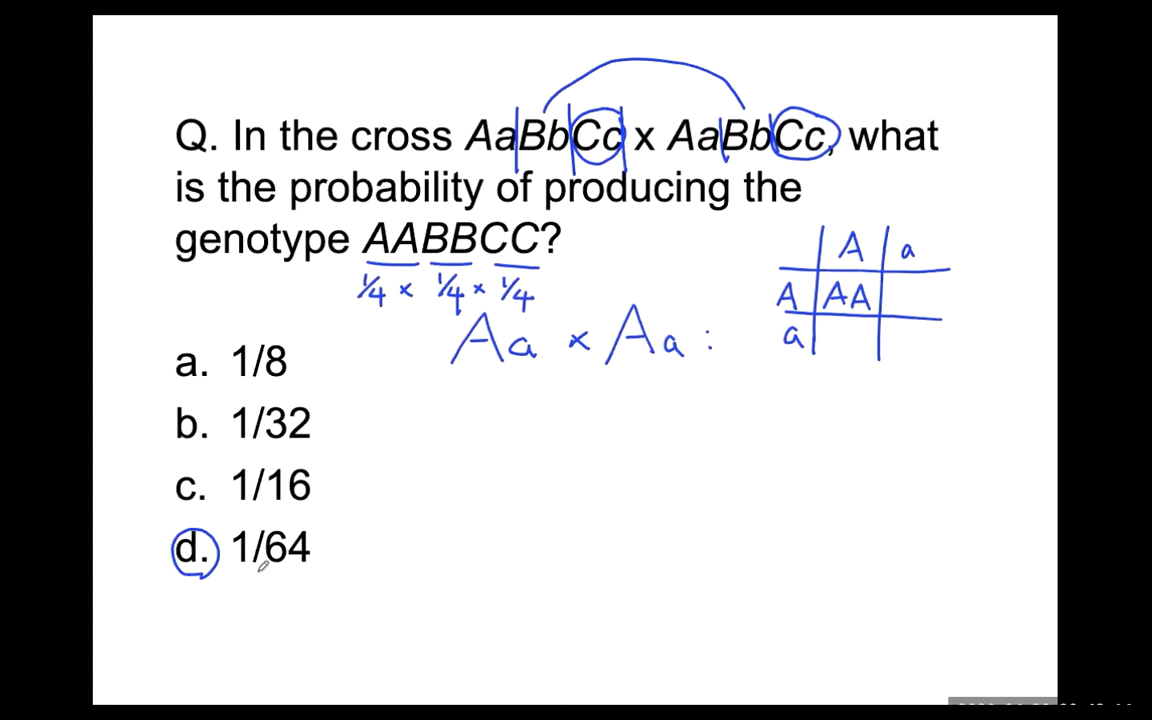 Q. In the cross AaBbCc x AaBbCc, what
is the probability of producing the
genotype AABBCC?
1/4 × 1/4 × 1/4
Aa × Aa :
A a
A AA
a
a. 1/8
b. 1/32
c. 1/16
d. 1/64